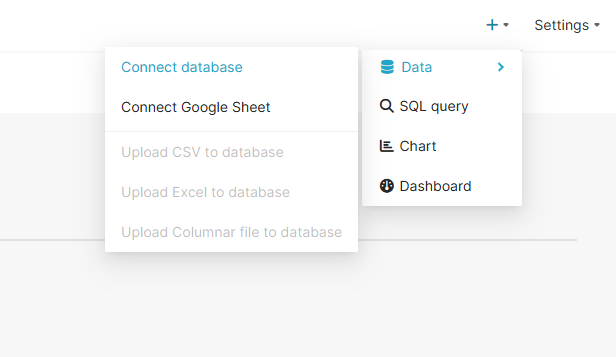 + Settings
Connect database
Connect Google Sheet
Upload CSV to database
Upload Excel to database
Upload Columnar file to database
Data
SQL query
Chart
Dashboard